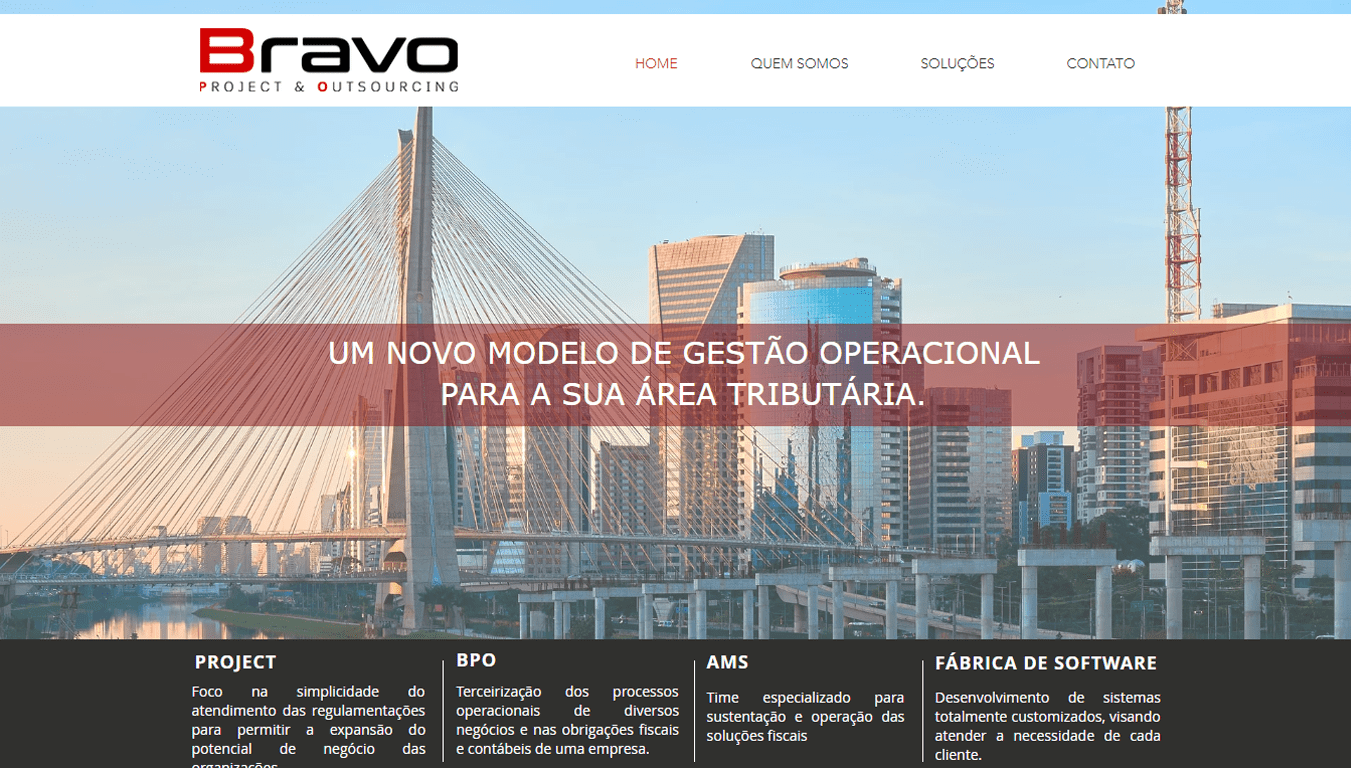 Bravo
PROJECT & OUTSOURCING
HOME
QUEM SOMOS
SOLUÇÕES
CONTATO
UM NOVO MODELO DE GESTÃO OPERACIONAL
PARA A SUA ÁREA TRIBUTÁRIA.
PROJECT
Foco na simplicidade do
atendimento das regulamentações
para permitir a expansão do
potencial de negócio das
organizações
BPO
Terceirização dos processos
operacionais de diversos
negócios e nas obrigações fiscais
e contábeis de uma empresa.
AMS
Time especializado para
sustentação e operação das
soluções fiscais
FÁBRICA DE SOFTWARE
Desenvolvimento de sistemas
totalmente customizados, visando
atender a necessidade de cada
cliente.